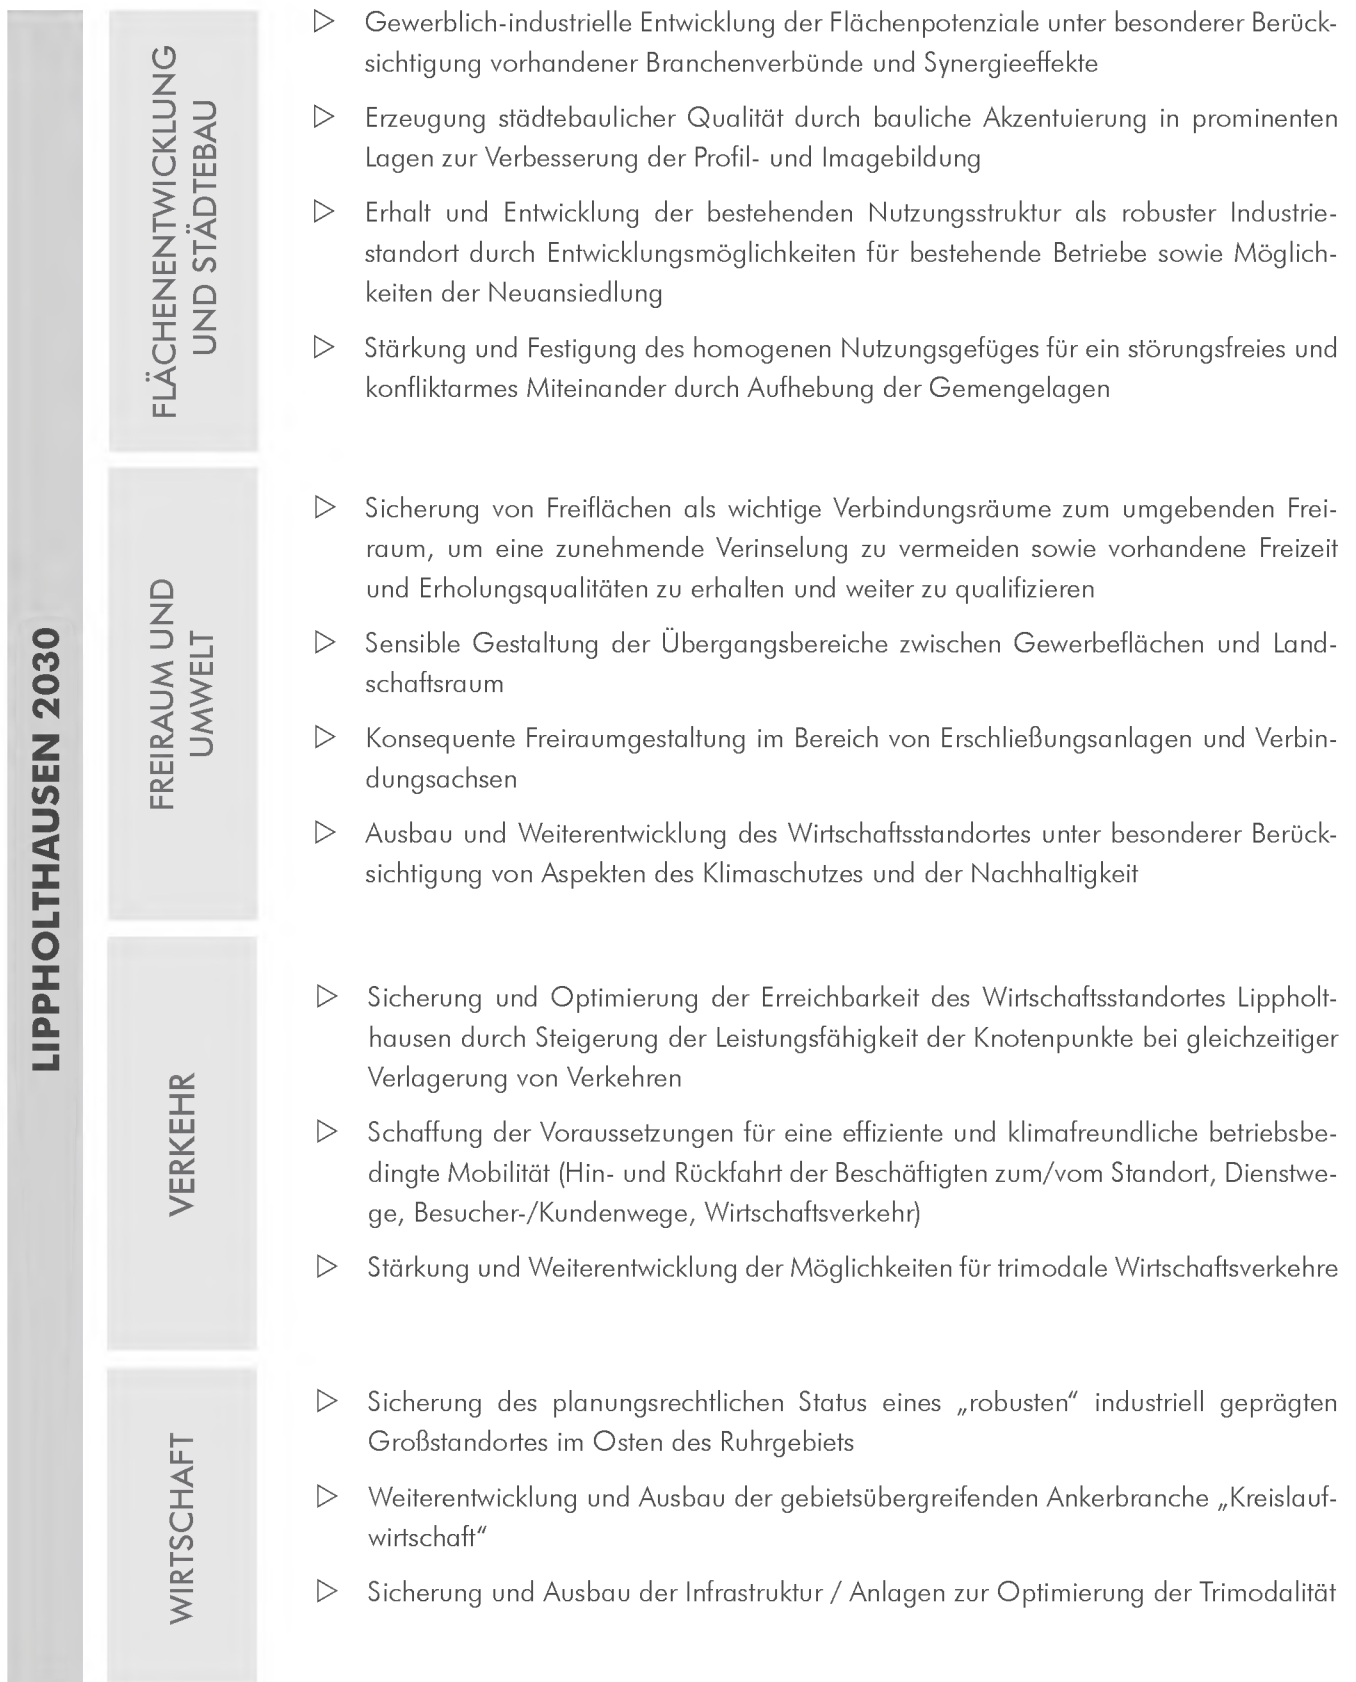 LIPPHOLTHAUSEN 2030
FLÄCHENENTWICKLUNG
UND STÄDTEBAU
Gewerblich-industrielle Entwicklung der Flächenpotenziale unter besonderer Berück-
sichtigung vorhandener Branchenverbünde und Synergieeffekte
Erzeugung städtebaulicher Qualität durch bauliche Akzentuierung in prominenten
Lagen zur Verbesserung der Profil- und Imagebildung
Erhalt und Entwicklung der bestehenden Nutzungsstruktur als robuster Industrie-
standort durch Entwicklungsmöglichkeiten für bestehende Betriebe sowie Möglich-
keiten der Neuansiedlung
Stärkung und Festigung des homogenen Nutzungsgefüges für ein störungsfreies und
konfliktarmes Miteinander durch Aufhebung der Gemengelagen
FREIRAUM UND
UMWELT
Sicherung von Freiflächen als wichtige Verbindungsräume zum umgebenden Frei-
raum, um eine zunehmende Verinselung zu vermeiden sowie vorhandene Freizeit
und Erholungsqualitäten zu erhalten und weiter zu qualifizieren
Sensible Gestaltung der Übergangsbereiche zwischen Gewerbeflächen und Land-
schaftsraum
Konsequente Freiraumgestaltung im Bereich von Erschließungsanlagen und Verbin-
dungsachsen
Ausbau und Weiterentwicklung des Wirtschaftsstandortes unter besonderer Berück-
sichtigung von Aspekten des Klimaschutzes und der Nachhaltigkeit
VERKEHR
Sicherung und Optimierung der Erreichbarkeit des Wirtschaftsstandortes Lippholt-
hausen durch Steigerung der Leistungsfähigkeit der Knotenpunkte bei gleichzeitiger
Verlagerung von Verkehren
Schaffung der Voraussetzungen für eine effiziente und klimafreundliche betriebsbe-
dingte Mobilität (Hin- und Rückfahrt der Beschäftigten zum/vom Standort, Dienstwe-
ge, Besucher-/Kundenwege, Wirtschaftsverkehr)
Stärkung und Weiterentwicklung der Möglichkeiten für trimodale Wirtschaftsverkehre
WIRTSCHAFT
Sicherung des planungsrechtlichen Status eines „robusten“ industriell geprägten
Großstandortes im Osten des Ruhrgebiets
Weiterentwicklung und Ausbau der gebietsübergreifenden Ankerbranche „Kreislauf-
wirtschaft“
Sicherung und Ausbau der Infrastruktur / Anlagen zur Optimierung der Trimodalität